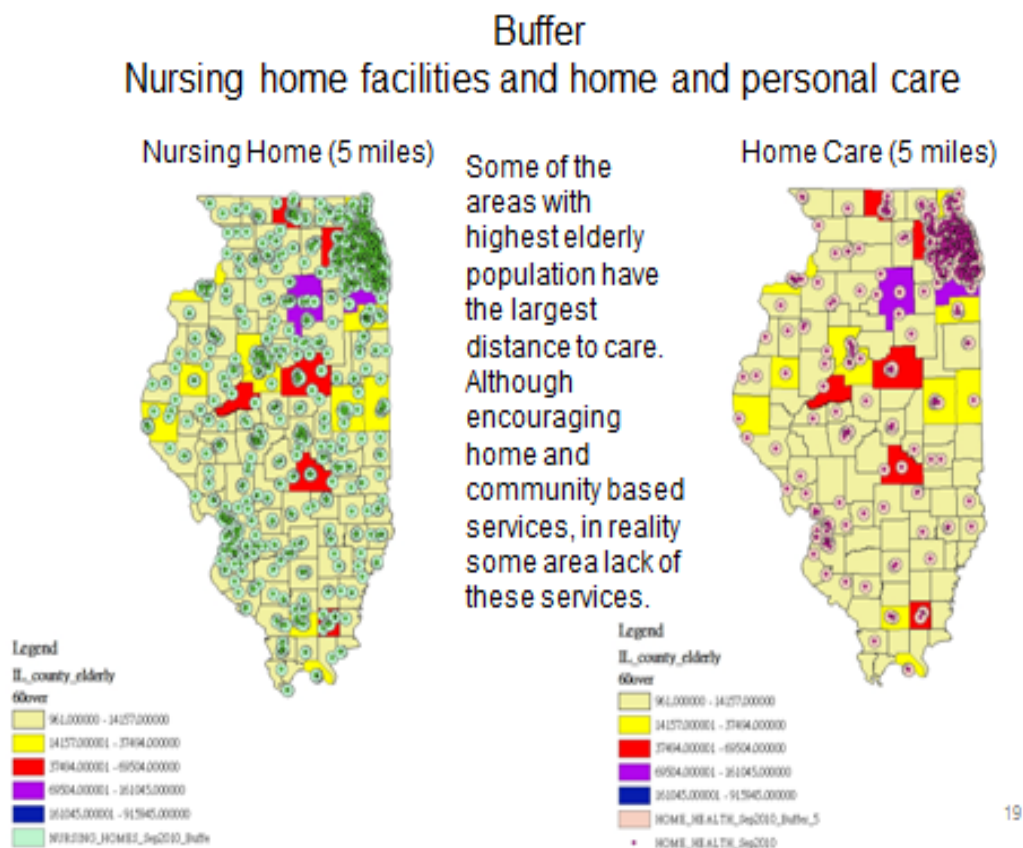 Buffer
Nursing home facilities and home and personal care
Nursing Home (5 miles)
Some of the
areas with
highest elderly
population have
the largest
distance to care.
Although
encouraging
home and
community based
services, in reality
some area lack of
these services.
Home Care (5 miles)
Legend
IL_county_elderly
60over
961.000000 - 14157.000000
14157.000001 - 37494.000000
37494.000001 - 69504.000000
69504.000001 - 161045.000000
161045.000001 - 915945.000000
NURSING_HOMES_Sep2010_Buffe
Legend
IL_county_elderly
60over
961.000000 - 14157.000000
14157.000001 - 37494.000000
37494.000001 - 69504.000000
69504.000001 - 161045.000000
161045.000001 - 915945.000000
HOME_HEALTH_Sep2010_Buffer_5
HOME_HEALTH_Sep2010
19